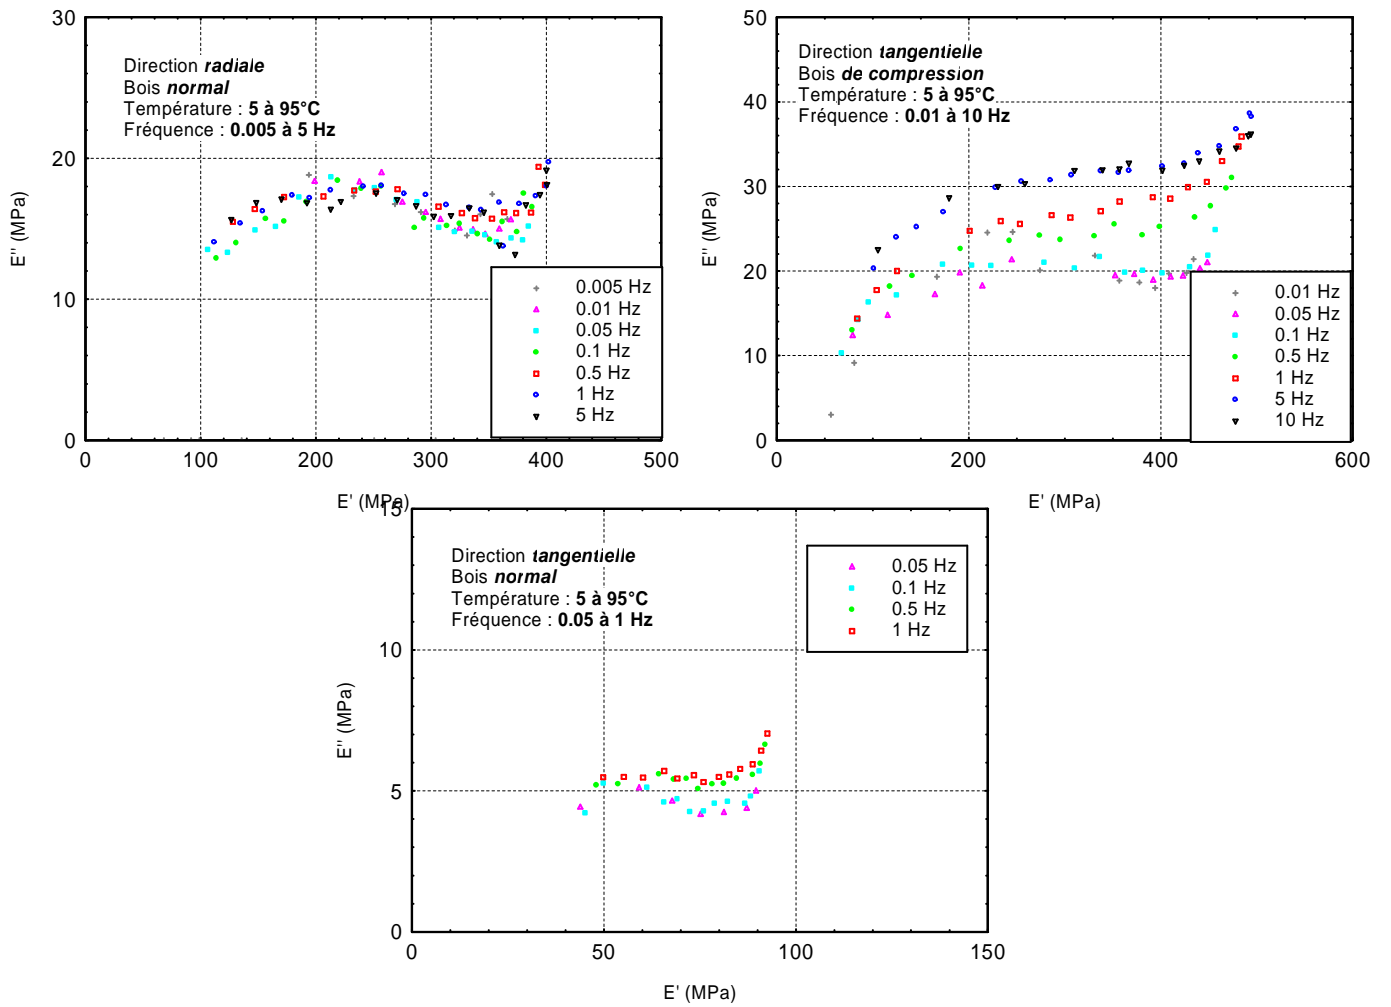 30
20
10
0
E'' (MPa)
Direction radiale
Bois normal
Température : 5 à 95°C
Fréquence : 0.005 à 5 Hz
0.005 Hz
0.01 Hz
0.05 Hz
0.1 Hz
0.5 Hz
1 Hz
5 Hz
0 100 200 300 400 500
E' (MPa)
50
40
30
20
10
0
E'' (MPa)
Direction tangentielle
Bois de compression
Température : 5 à 95°C
Fréquence : 0.01 à 10 Hz
0.01 Hz
0.05 Hz
0.1 Hz
0.5 Hz
1 Hz
5 Hz
10 Hz
0 200 400 600
E' (MPa)
15
10
5
0
E'' (MPa)
Direction tangentielle
Bois normal
Température : 5 à 95°C
Fréquence : 0.05 à 1 Hz
0.05 Hz
0.1 Hz
0.5 Hz
1 Hz
0 50 100 150
E' (MPa)